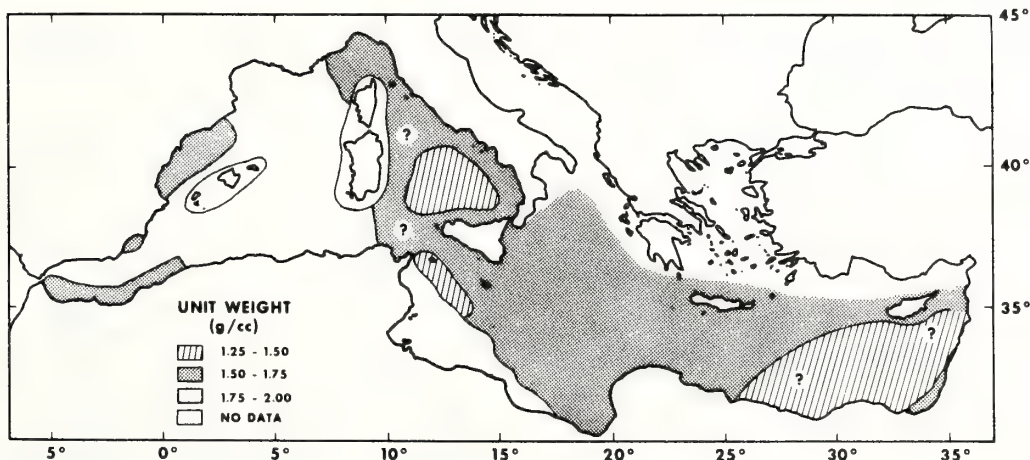 45°
?
40°
?
UNIT WEIGHT
(g/cc)
35°
?
1.25 - 1.50
?
1.50 - 1.75
1.75 - 2.00
NO DATA
5° 0° 5° 10° 15° 20° 25° 30° 35°